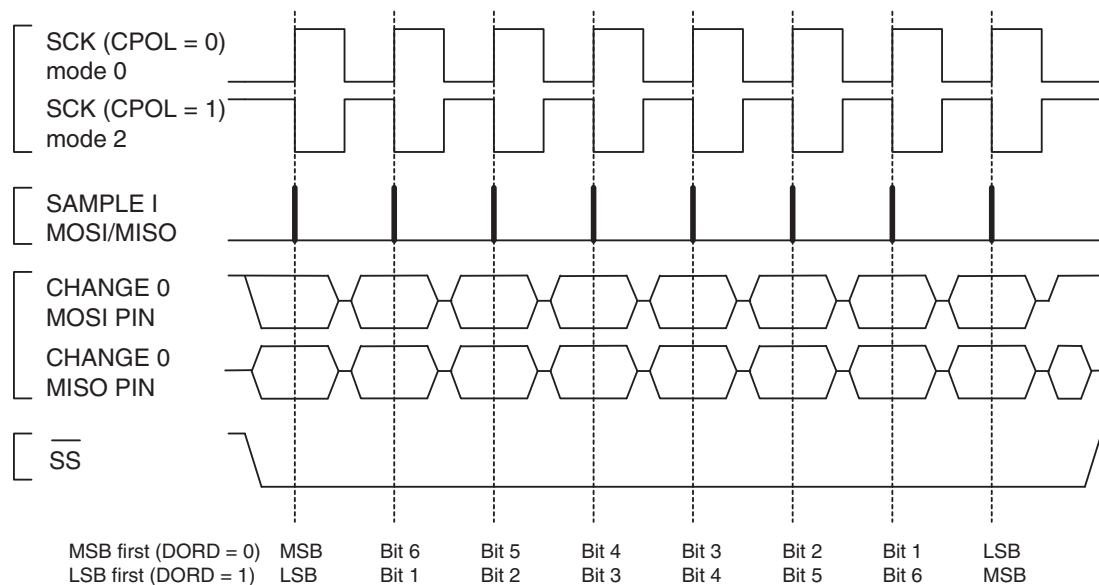 SCK (CPOL = 0)
mode 0
SCK (CPOL = 1)
mode 2
SAMPLE I
MOSI/MISO
CHANGE 0
MOSI PIN
CHANGE 0
MISO PIN
SS
MSB first (DORD = 0) MSB Bit 6 Bit 5 Bit 4 Bit 3 Bit 2 Bit 1 LSB
LSB first (DORD = 1) LSB Bit 1 Bit 2 Bit 3 Bit 4 Bit 5 Bit 6 MSB